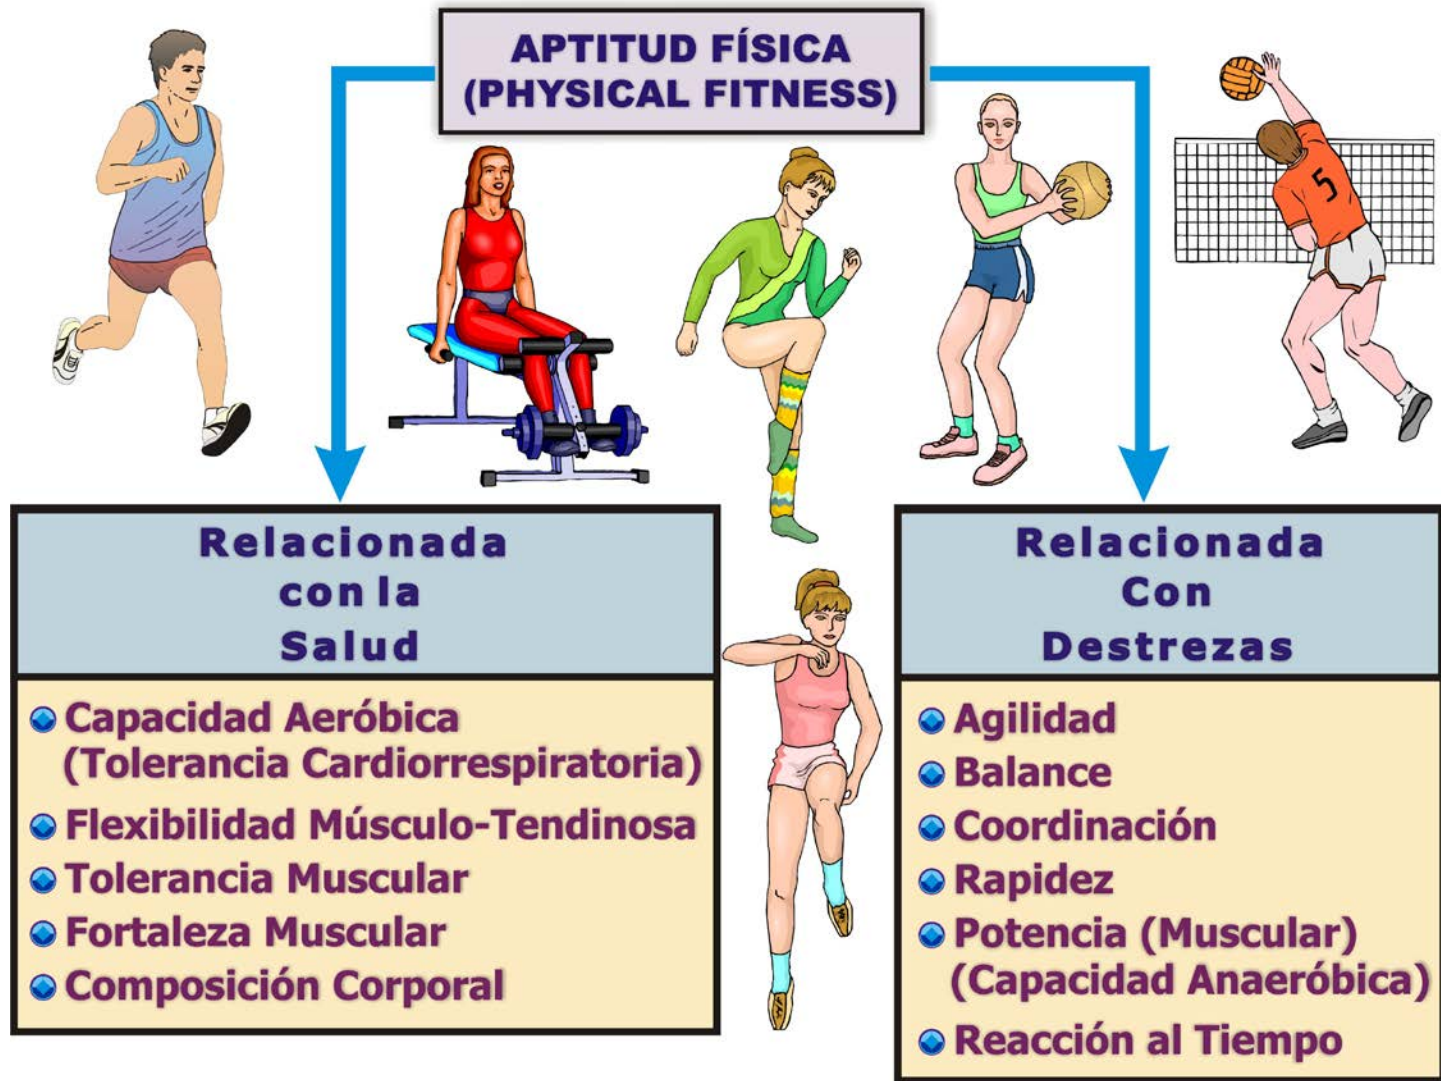 APTITUD FÍSICA
(PHYSICAL FITNESS)
5
Relacionada
con la
Salud
Capacidad Aeróbica
(Tolerancia Cardiorrespiratoria)
Flexibilidad Músculo-Tendinosa
Tolerancia Muscular
Fortaleza Muscular
Composición Corporal
Relacionada
Con
Destrezas
Agilidad
Balance
Coordinación
Rapidez
Potencia (Muscular)
(Capacidad Anaeróbica)
Reacción al Tiempo